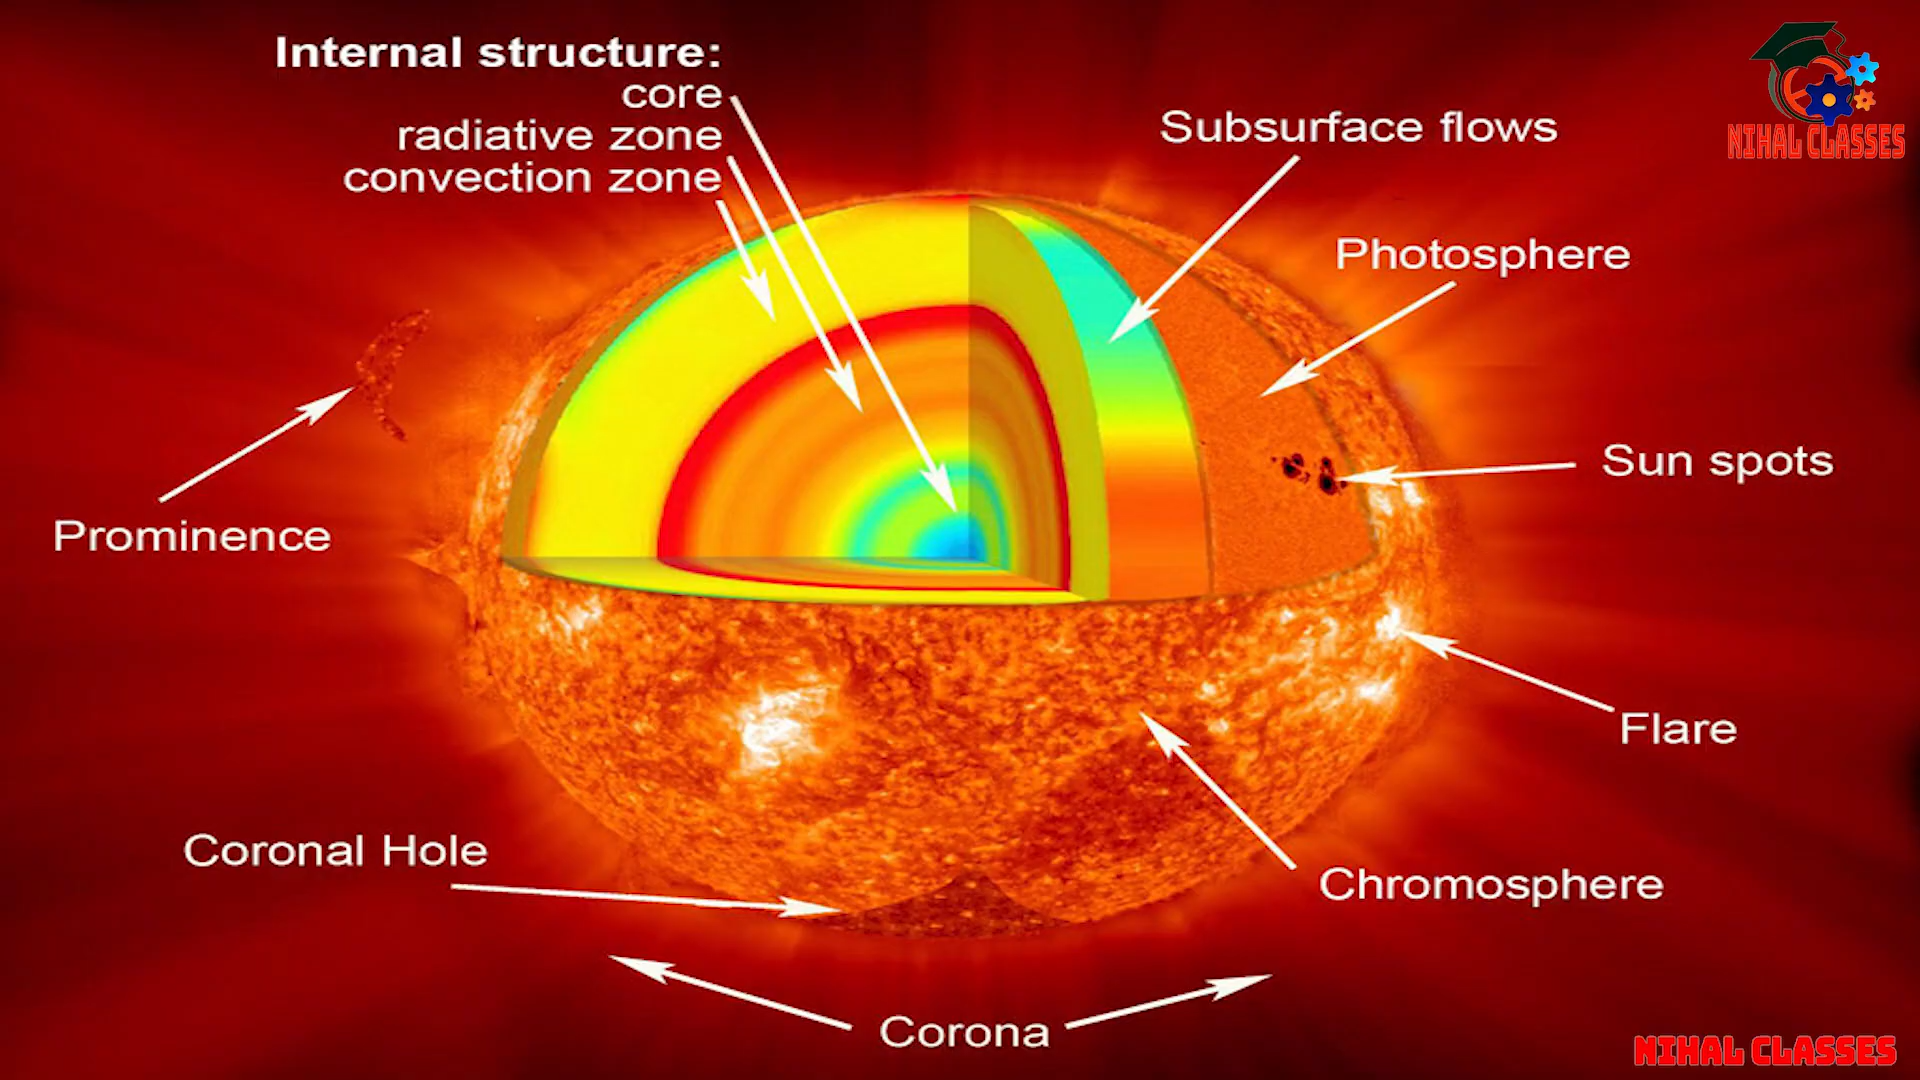 Internal structure:
core
radiative zone
convection zone
Subsurface flows
NIHAL CLASSES
Photosphere
Sun spots
Prominence
Flare
Coronal Hole
Chromosphere
Corona
NIHAL CLASSES